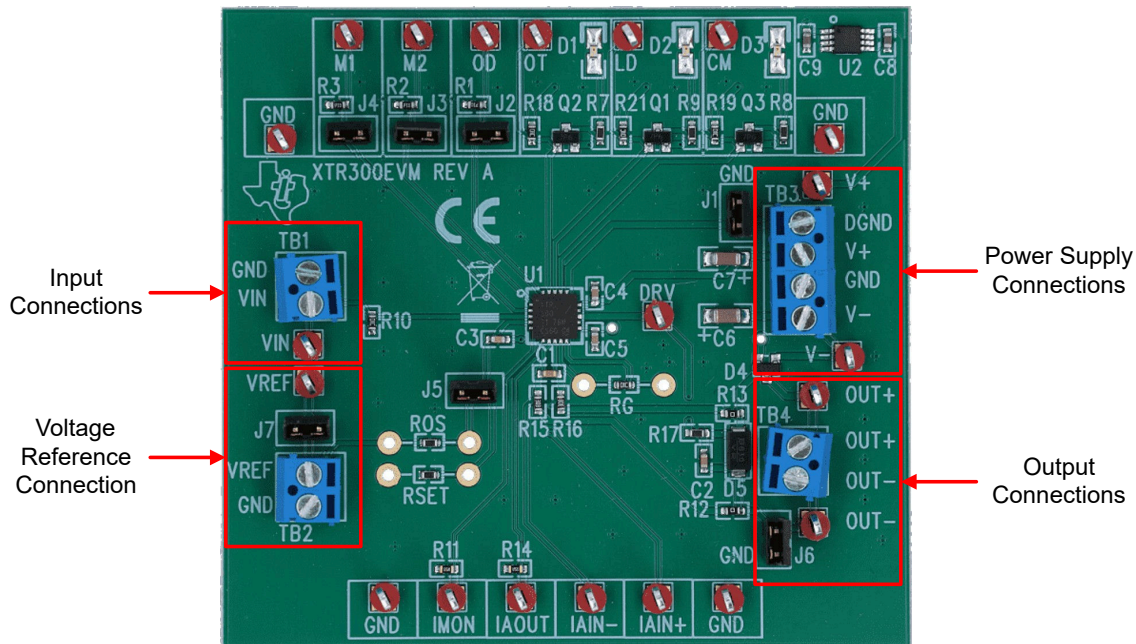 M1 M2 OD OT D1 LD D2 CM D3 C9 U2 C8
R3 J4 R2 J3 R1 J2 R18 Q2 R7 R21 Q1 R9 R19 Q3 R8
GND
GND
XTR300EVM REV A
GND
J1
TB3
V+
DGND
V+
GND
V-
V-
Power Supply
Connections
TB1
GND
VIN
VIN
Input
Connections
R10
CE
U1
C4
C5
C3
C1
DRV
C7 +
+ C6
D4
VREF
J7
VREF
GND
TB2
Voltage
Reference
Connection
J5
ROS
RSET
R15 R16
RG
R13
R17
C2 D5
R12
TB4
OUT+
OUT+
OUT-
OUT-
GND
J6
Output
Connections
R11 R14
GND IMON IAOUT IAIN- IAIN+ GND